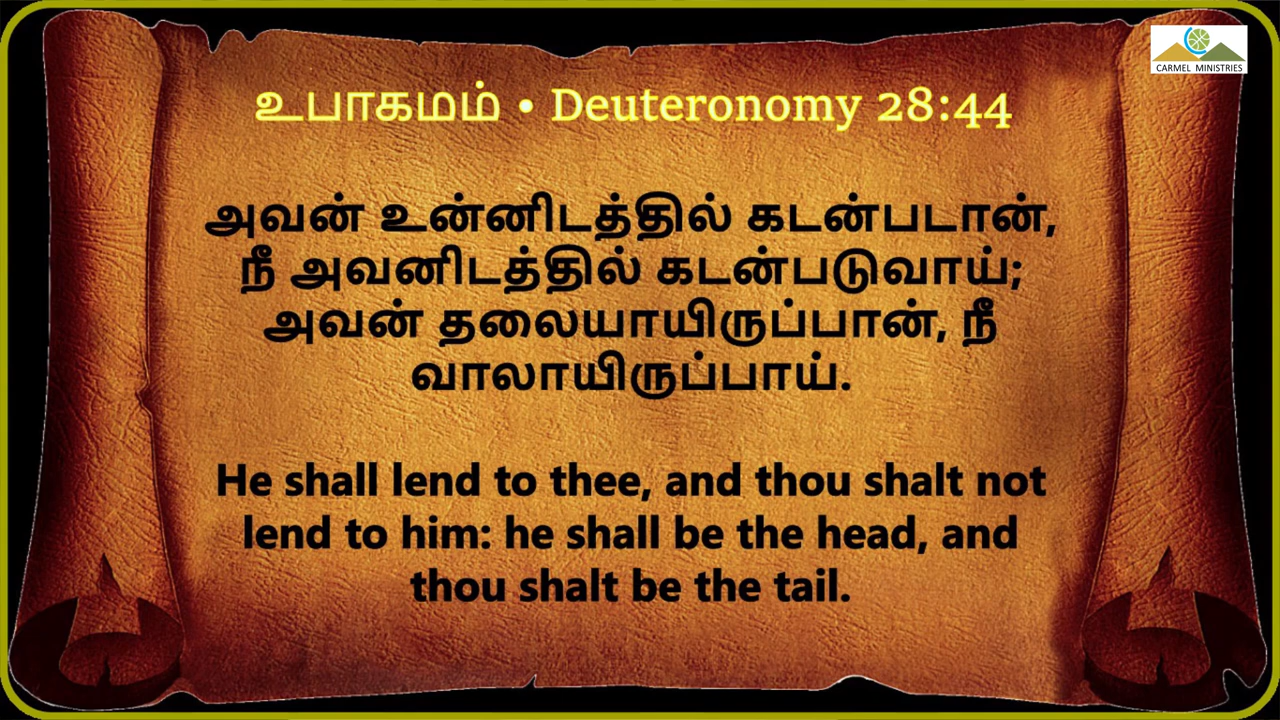 CARMEL MINISTRIES
உபாகமம் • Deuteronomy 28:44
அவன் உன்னிடத்தில் கடன்படான்,
நீ அவனிடத்தில் கடன்படுவாய்;
அவன் தலையாயிருப்பான், நீ
வாலாயிருப்பாய்.
He shall lend to thee, and thou shalt not
lend to him: he shall be the head, and
thou shalt be the tail.